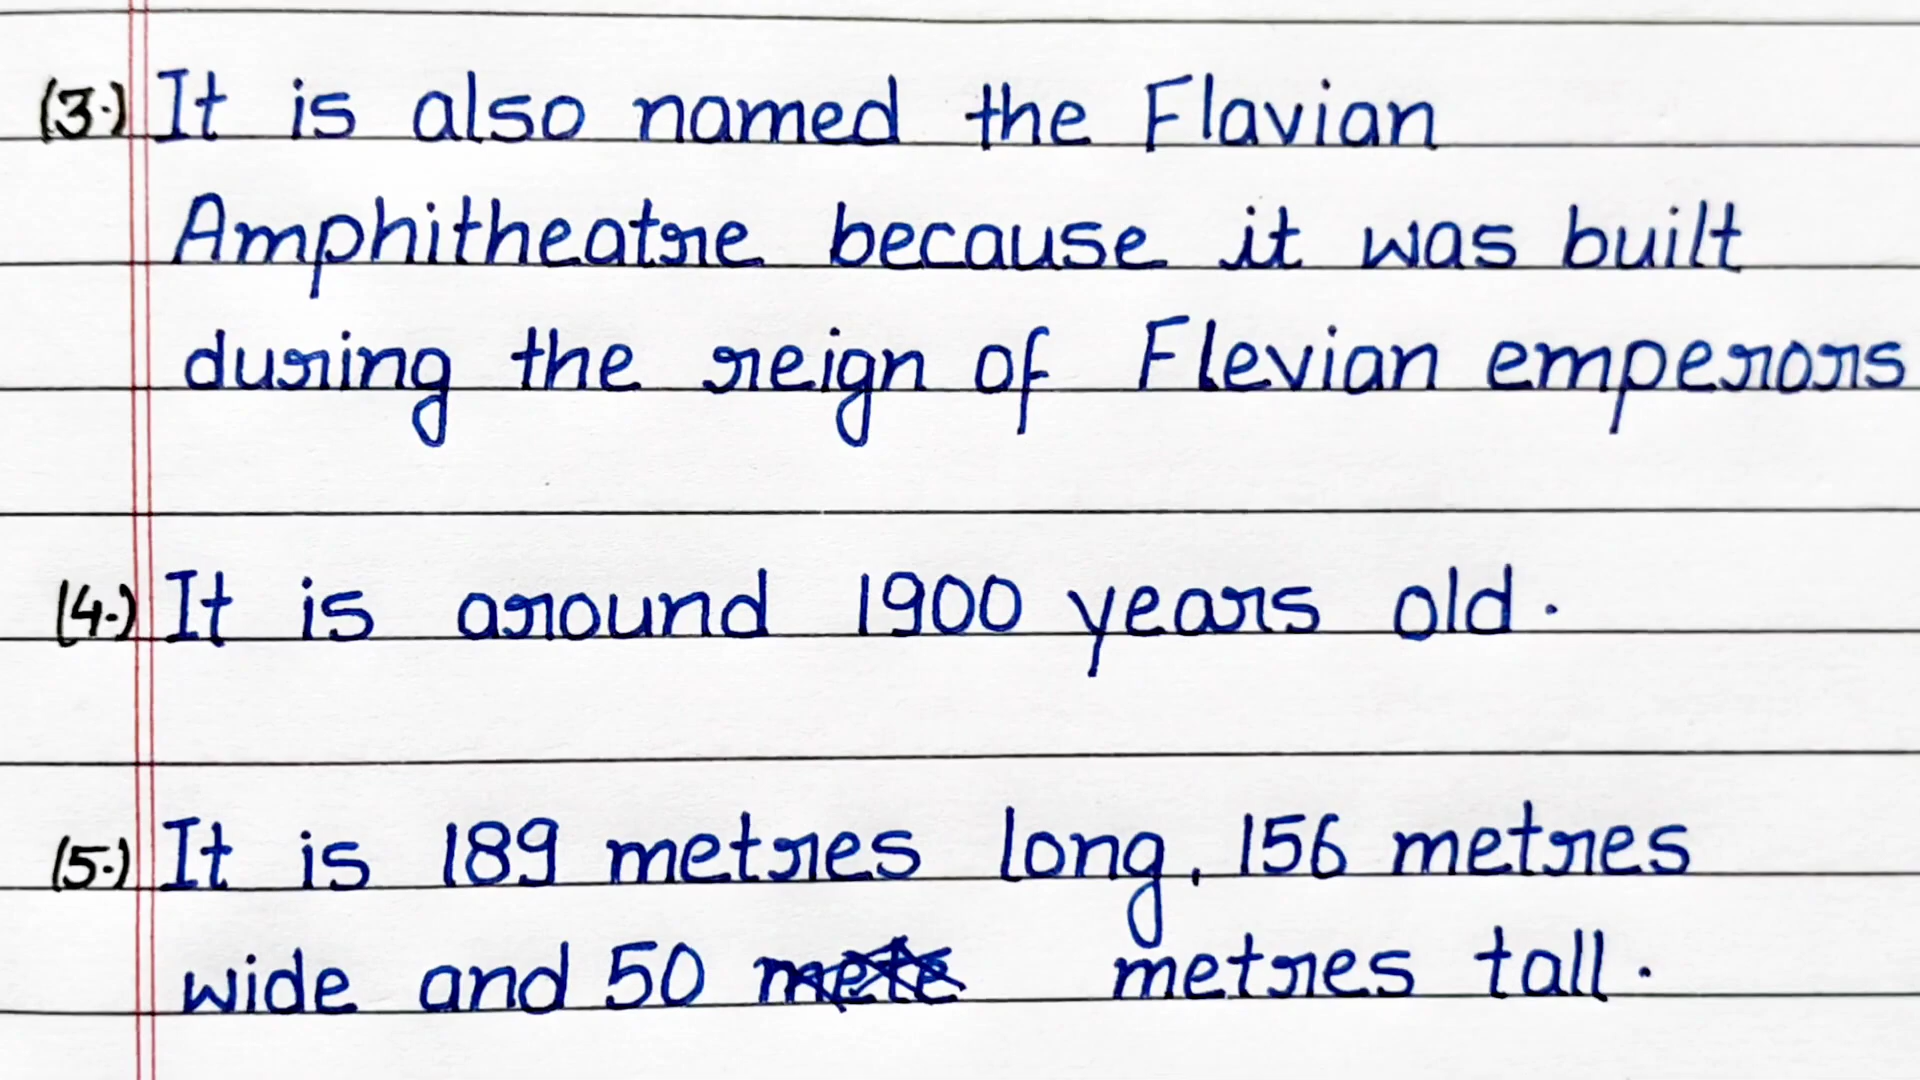 (3.) It is also named the Flavian
Amphitheatre because it was built
during the reign of Flevian emperors
(4.) It is around 1900 years old.
(5.) It is 189 metres long, 156 metres
wide and 50 metres tall.